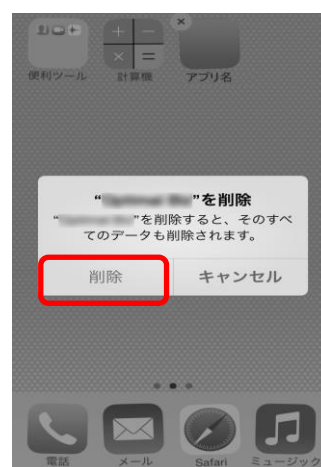 便利ツール 計算機 アプリ名
“ ”を削除
“ ”を削除すると、そのすべ
てのデータも削除されます。
削除 キャンセル
電話 メール Safari ミュージック